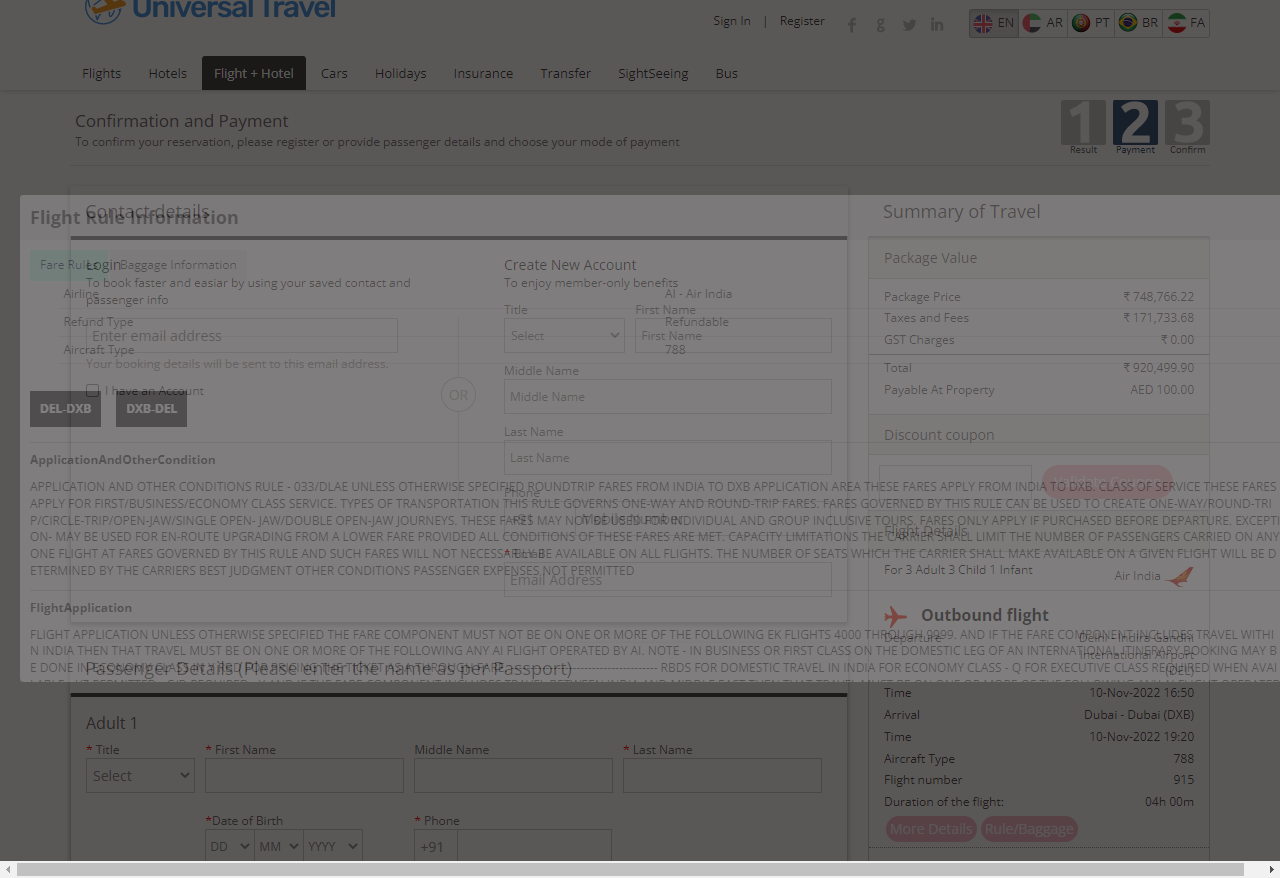 Universal Travel
Sign In | Register
EN AR PT BR FA
Flights Hotels Flight + Hotel Cars Holidays Insurance Transfer SightSeeing Bus
Confirmation and Payment
To confirm your reservation, please register or provide passenger details and choose your mode of payment
1 2 3
Result Payment Confirm
Contact details
Flight Rule Information
Summary of Travel
Fare Rules
Baggage Information
Login
To book faster and easiar by using your saved contact and
passenger info
Create New Account
To enjoy member-only benefits
Package Value
Airline
AI - Air India
Package Price ₹ 748,766.22
Title
First Name
Refund Type
Refundable
Taxes and Fees ₹ 171,733.68
Enter email address
Select
First Name
GST Charges ₹ 0.00
Aircraft Type
788
Your booking details will be sent to this email address.
Total ₹ 920,499.90
Middle Name
Payable At Property AED 100.00
I have an Account
OR
Middle Name
DEL-DXB
DXB-DEL
Last Name
Discount coupon
Last Name
ApplicationAndOtherCondition
APPLICATION AND OTHER CONDITIONS RULE - 033/DLAE UNLESS OTHERWISE SPECIFIED ROUNDTRIP FARES FROM INDIA TO DXB APPLICATION AREA THESE FARES APPLY FROM INDIA TO DXB. CLASS OF SERVICE THESE FARES
APPLY FOR FIRST/BUSINESS/ECONOMY CLASS SERVICE. TYPES OF TRANSPORTATION THIS RULE GOVERNS ONE-WAY AND ROUND-TRIP FARES. FARES GOVERNED BY THIS RULE CAN BE USED TO CREATE ONE-WAY/ROUND-TRI
P/CIRCLE-TRIP/OPEN-JAW/SINGLE OPEN- JAW/DOUBLE OPEN-JAW JOURNEYS. THESE FARES MAY NOT BE USED FOR INDIVIDUAL AND GROUP INCLUSIVE TOURS. FARES ONLY APPLY IF PURCHASED BEFORE DEPARTURE. EXCEPTI
ON- MAY BE USED FOR EN-ROUTE UPGRADING FROM A LOWER FARE PROVIDED ALL CONDITIONS OF THESE FARES ARE MET. CAPACITY LIMITATIONS THE CARRIER SHALL LIMIT THE NUMBER OF PASSENGERS CARRIED ON ANY
ONE FLIGHT AT FARES GOVERNED BY THIS RULE AND SUCH FARES WILL NOT NECESSARILY BE AVAILABLE ON ALL FLIGHTS. THE NUMBER OF SEATS WHICH THE CARRIER SHALL MAKE AVAILABLE ON A GIVEN FLIGHT WILL BE D
ETERMINED BY THE CARRIERS BEST JUDGMENT OTHER CONDITIONS PASSENGER EXPENSES NOT PERMITTED
Phone
+91
Mobile Number
Flight Details
Email
For 3 Adult 3 Child 1 Infant
Air India
Email Address
FlightApplication
Outbound flight
FLIGHT APPLICATION UNLESS OTHERWISE SPECIFIED THE FARE COMPONENT MUST NOT BE ON ONE OR MORE OF THE FOLLOWING EK FLIGHTS 4000 THROUGH 9999. AND IF THE FARE COMPONENT INCLUDES TRAVEL WITHI
N INDIA THEN THAT TRAVEL MUST BE ON ONE OR MORE OF THE FOLLOWING ANY AI FLIGHT OPERATED BY AI. NOTE - IN BUSINESS OR FIRST CLASS ON THE DOMESTIC LEG OF AN INTERNATIONAL ITINERARY BOOKING MAY B
Departure Delhi - Indira Gandhi
International Airport
(DEL)
Passenger Details (Please enter the name as per Passport)
Time 10-Nov-2022 16:50
Adult 1
Arrival Dubai - Dubai (DXB)
Time 10-Nov-2022 19:20
* Title * First Name Middle Name * Last Name
Aircraft Type 788
Select
Flight number 915
Duration of the flight: 04h 00m
*Date of Birth * Phone
More Details Rule/Baggage
DD MM YYYY +91